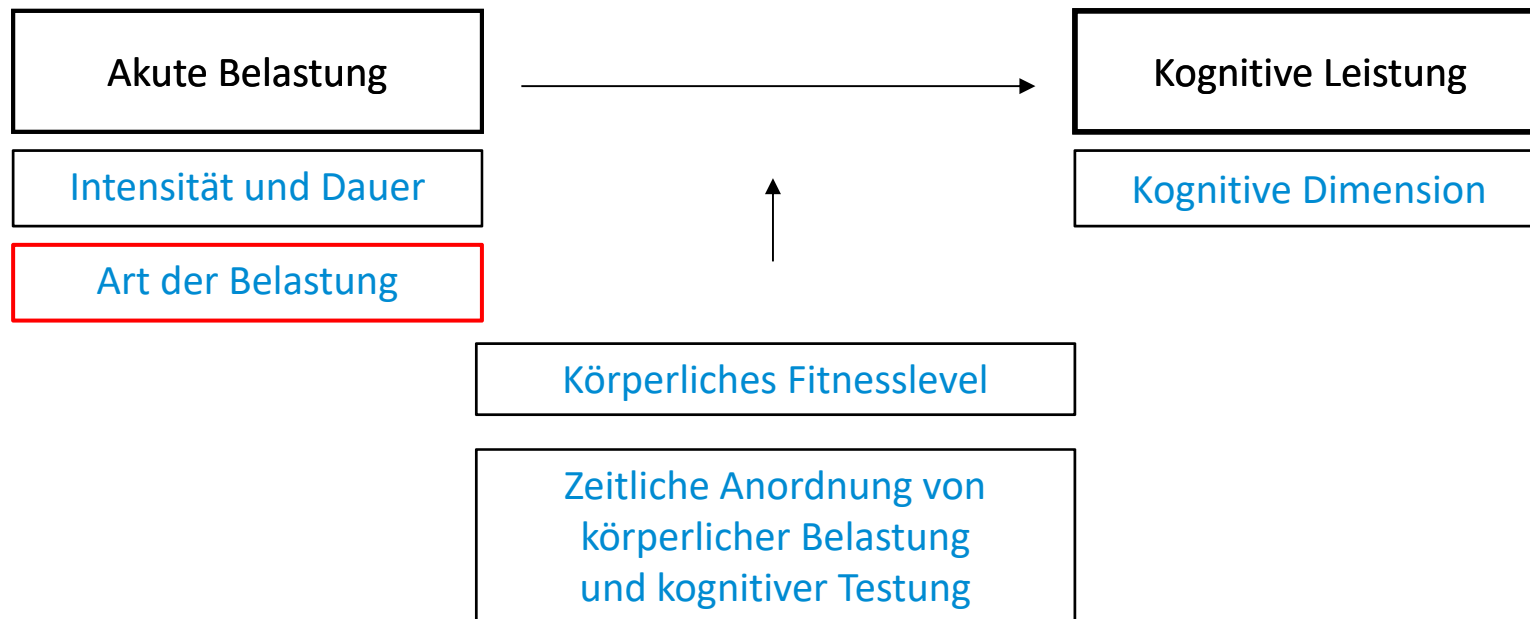 Akute Belastung
Kognitive Leistung
Intensität und Dauer
Kognitive Dimension
Art der Belastung
Körperliches Fitnesslevel
Zeitliche Anordnung von
körperlicher Belastung
und kognitiver Testung